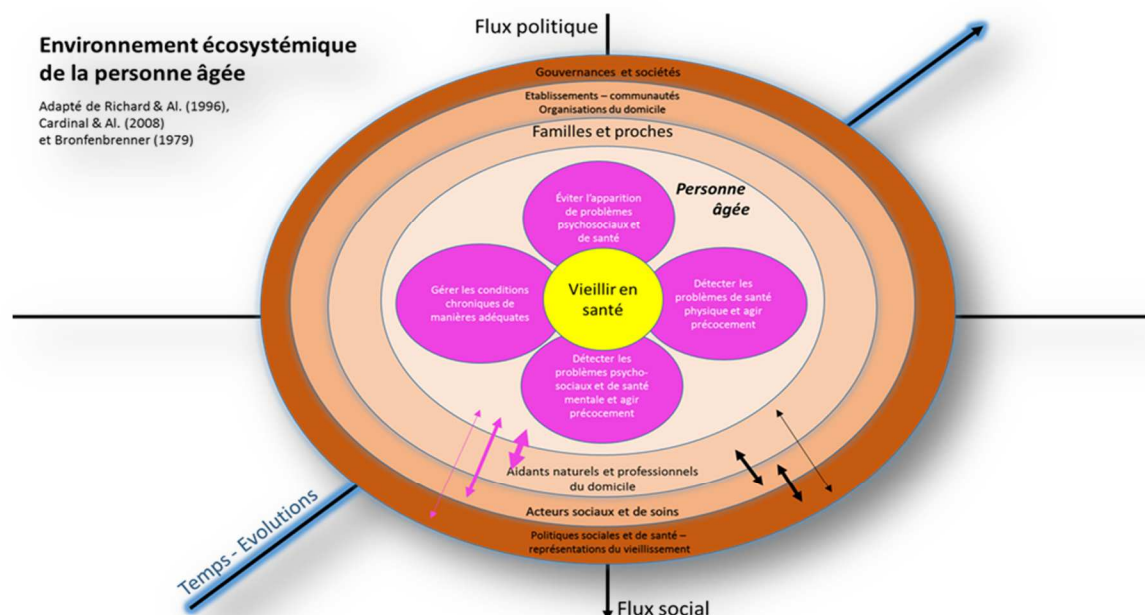 Environnement écosystémique
de la personne âgée
Adapté de Richard & Al. (1996),
Cardinal & Al. (2008)
et Bronfenbrenner (1979)
Flux politique
Gouvernances et sociétés
Etablissements – communautés
Organisations du domicile
Familles et proches
Personne
âgée
Éviter l'apparition
de problèmes
psychosociaux et
de santé
Gérer les conditions
chroniques de
manières adéquates
Vieillir en
santé
Détecter les
problèmes de santé
physique et agir
précocement
Détecter les
problèmes psycho-
sociaux et de santé
mentale et agir
précocement
Aidants naturels et professionnels
du domicile
Acteurs sociaux et de soins
Politiques sociales et de santé –
représentations du vieillissement
Temps - Evolutions
Flux social